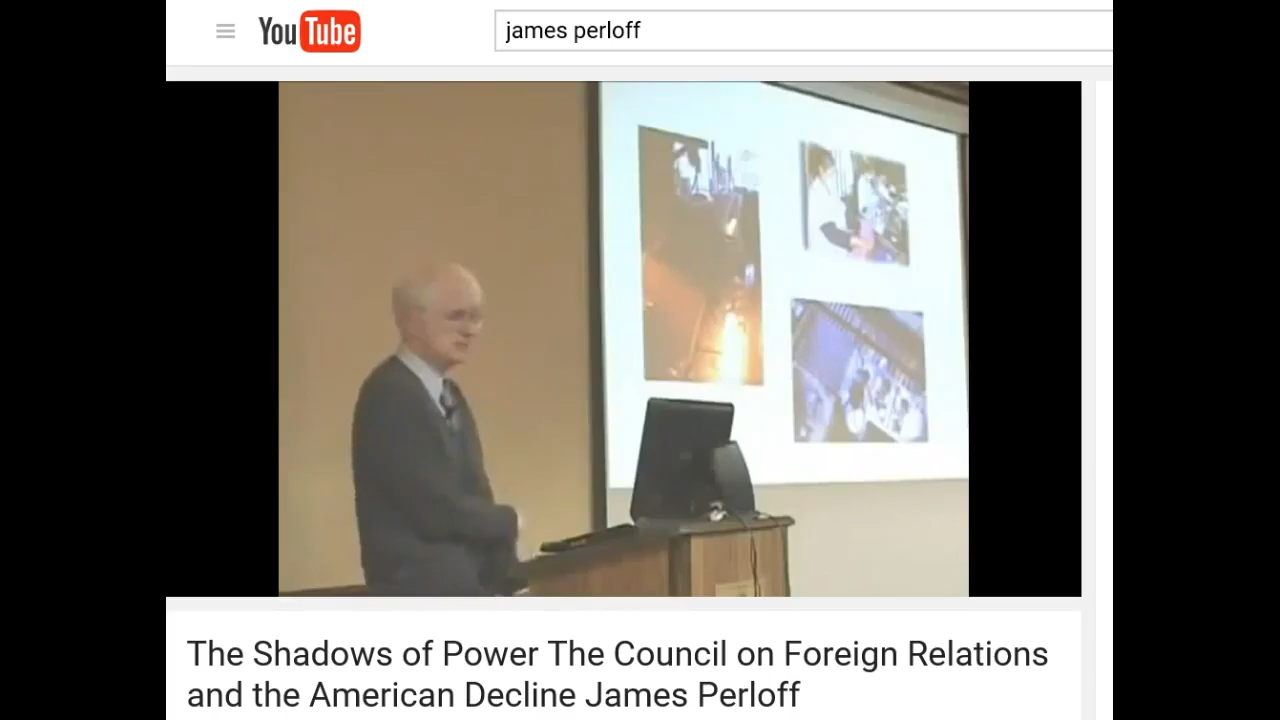 YouTube
james perloff
The Shadows of Power The Council on Foreign Relations
and the American Decline James Perloff